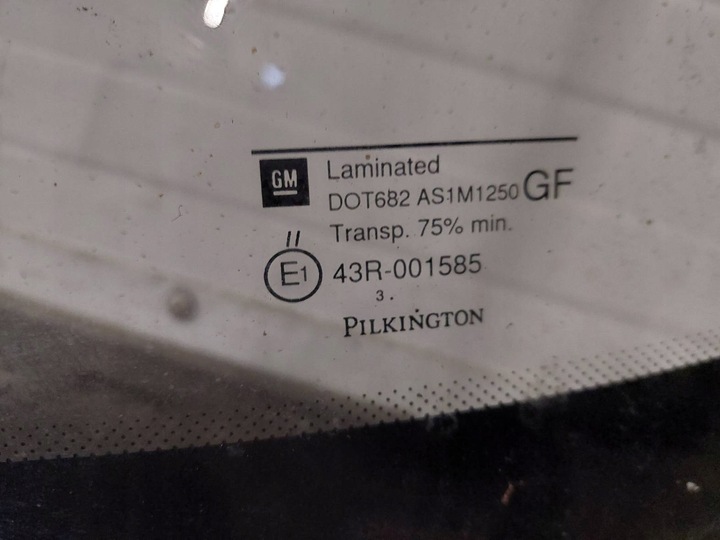 GM Laminated
DOT682 AS1M1250 GF
Transp. 75% min.
II
E1 43R-001585
3.
PILKINGTON